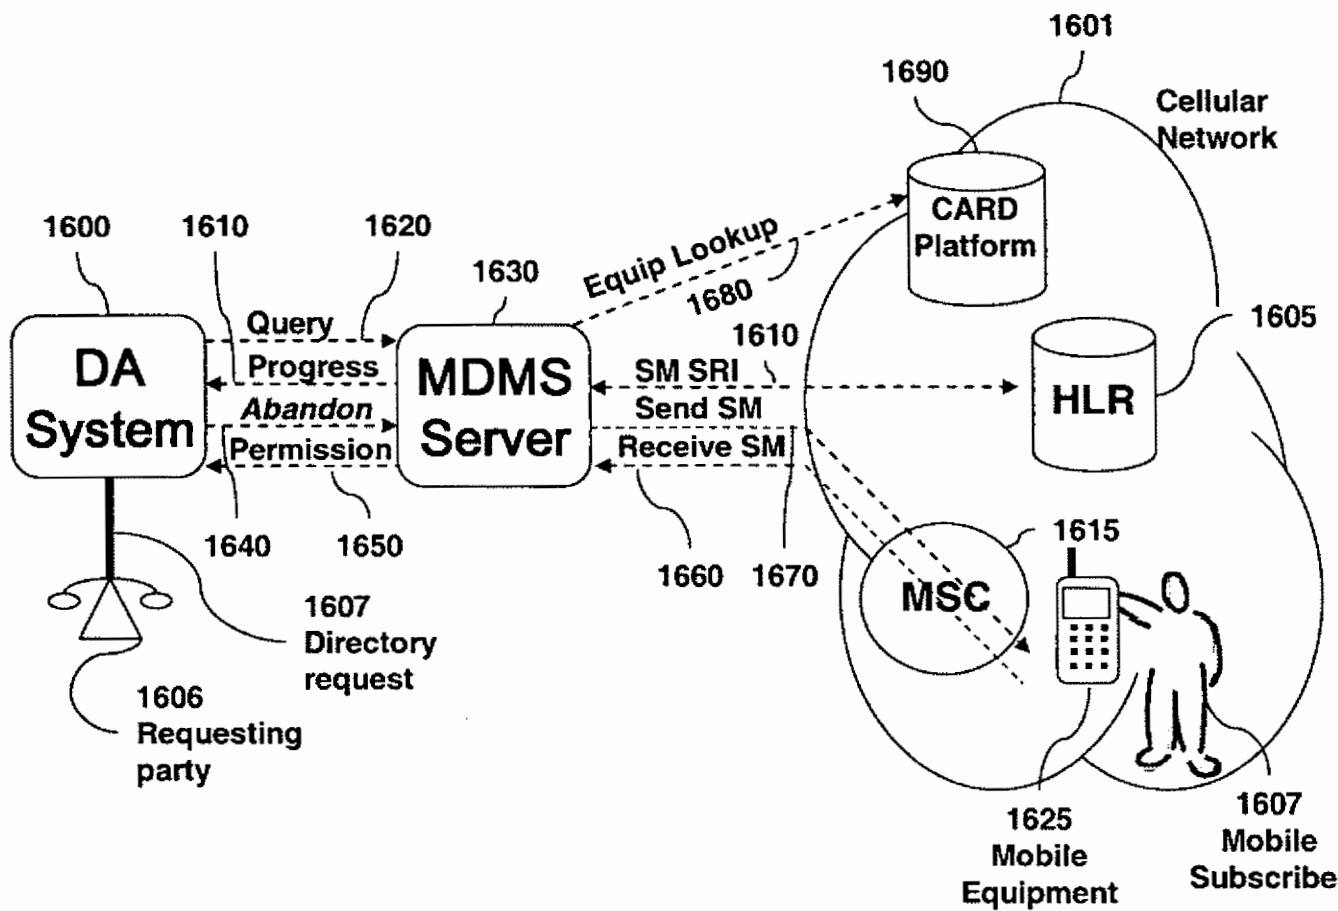 1601
1690
Cellular
Network
CARD
Platform
1600
1610
1620
1630
Equip Lookup
1680
1610
1605
DA
System
Query
Progress
Abandon
Permission
MDMS
Server
SM SRI
Send SM
Receive SM
HLR
1640
1650
1660
1670
1615
MSC
1607
Directory
request
1606
Requesting
party
1625
Mobile
Equipment
1607
Mobile
Subscribe